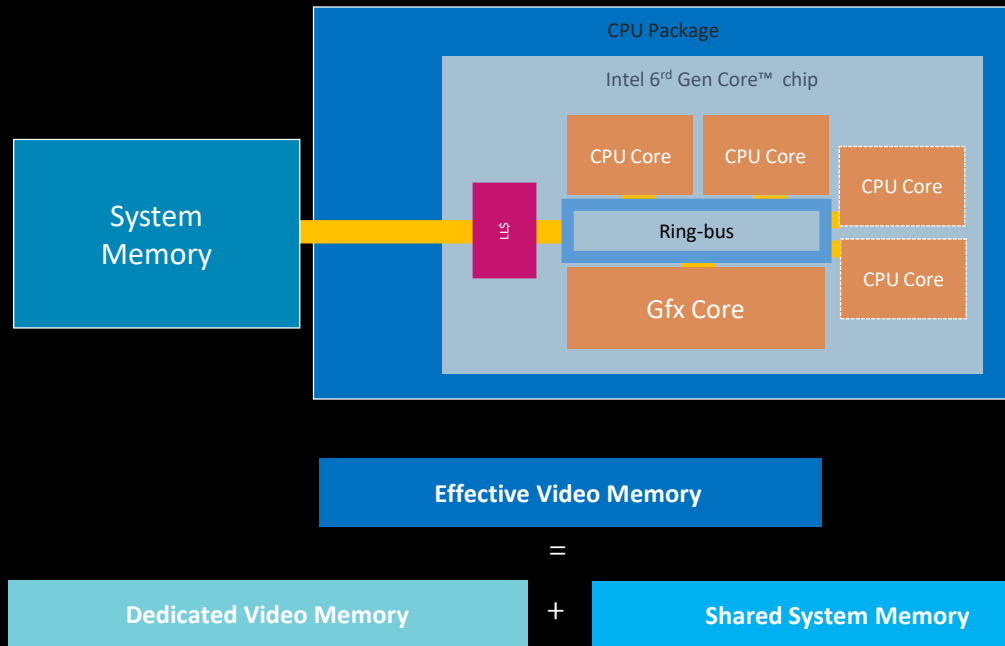 CPU Package
Intel 6rd Gen Core™ chip
CPU Core
CPU Core
CPU Core
System
Memory
LL$
Ring-bus
CPU Core
Gfx Core
Effective Video Memory
=
Dedicated Video Memory
+
Shared System Memory